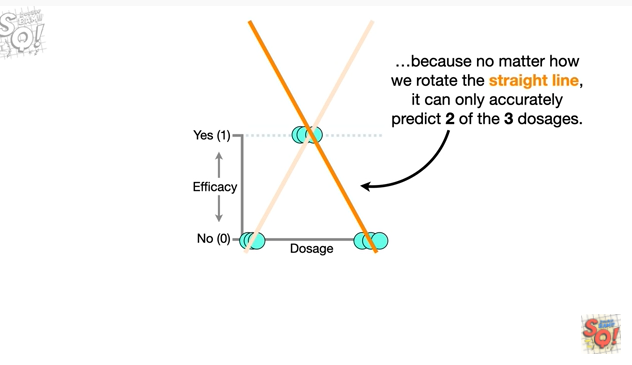 …because no matter how
we rotate the straight line,
it can only accurately
predict 2 of the 3 dosages.
Yes (1)
Efficacy
No (0)
Dosage
SQ!